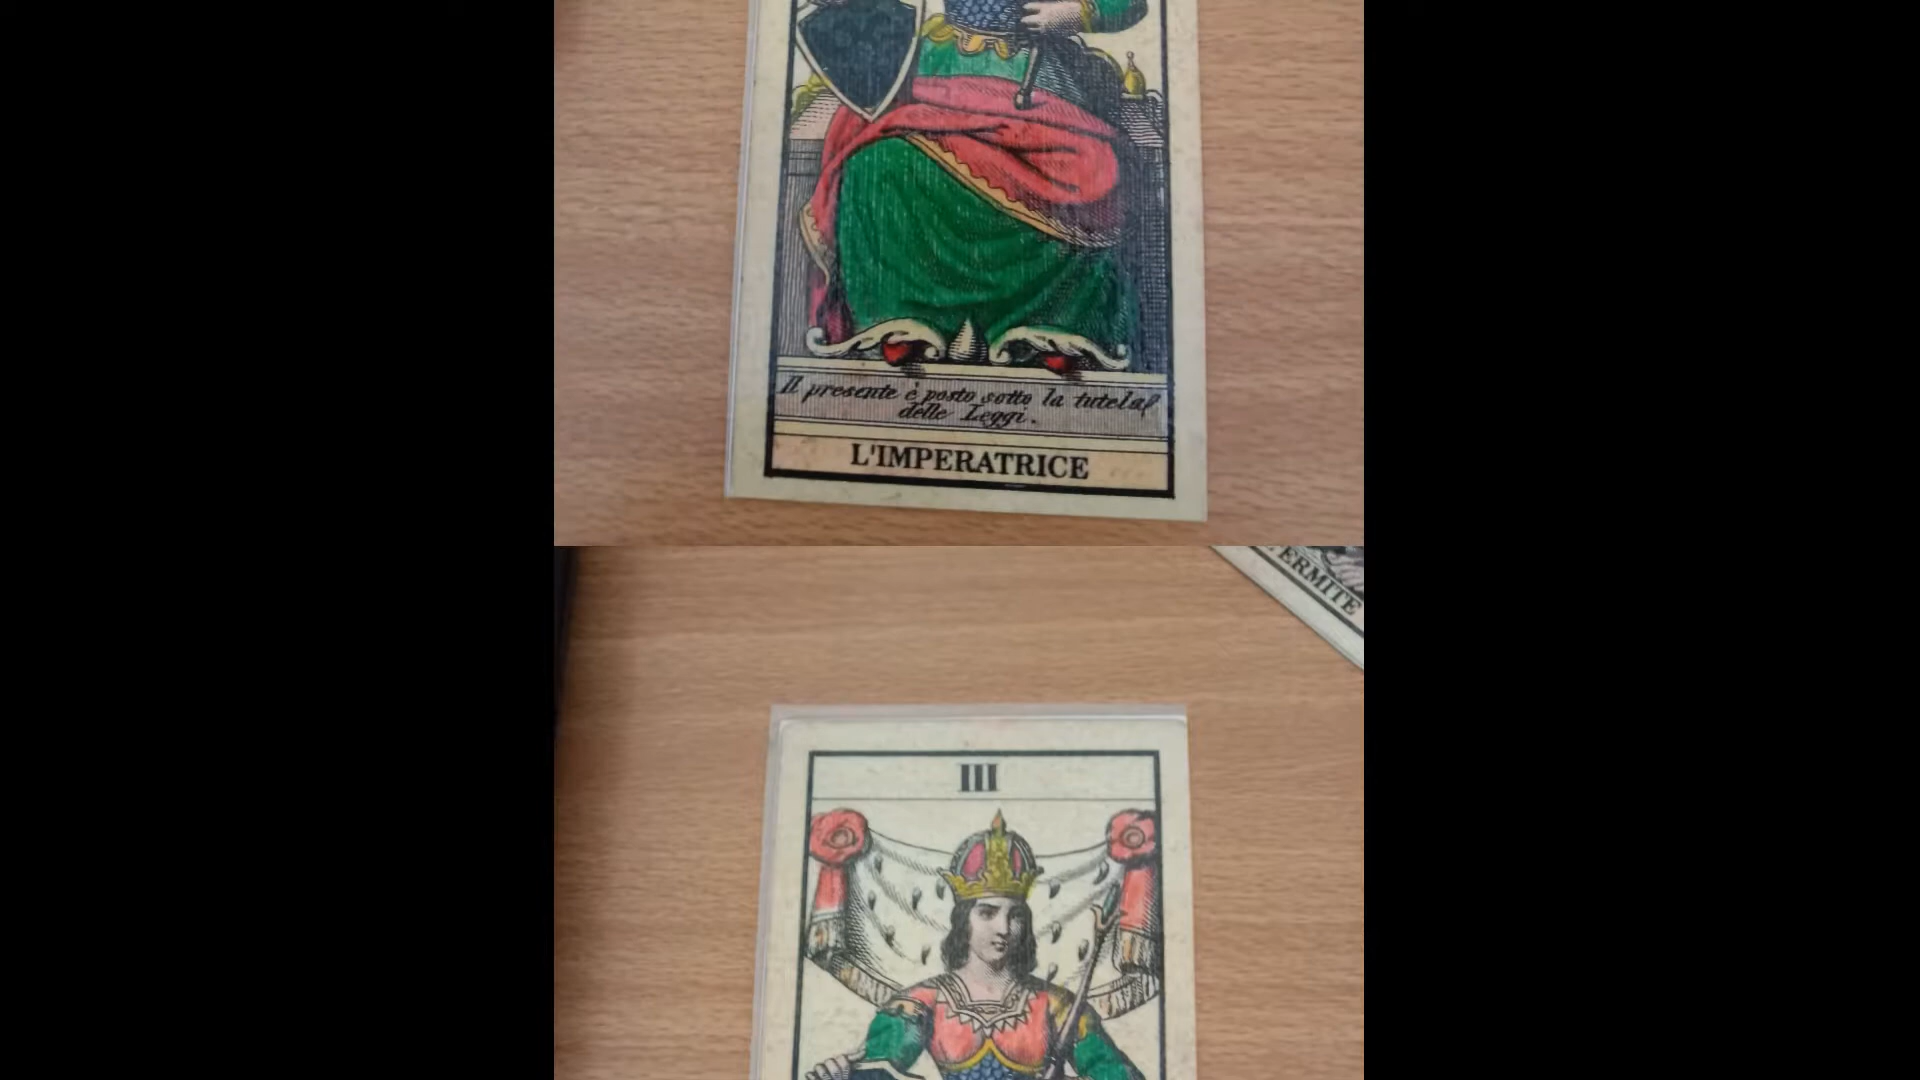 Il presente è posto sotto la tutela
delle Leggi.
L'IMPERATRICE
ERMITE
III